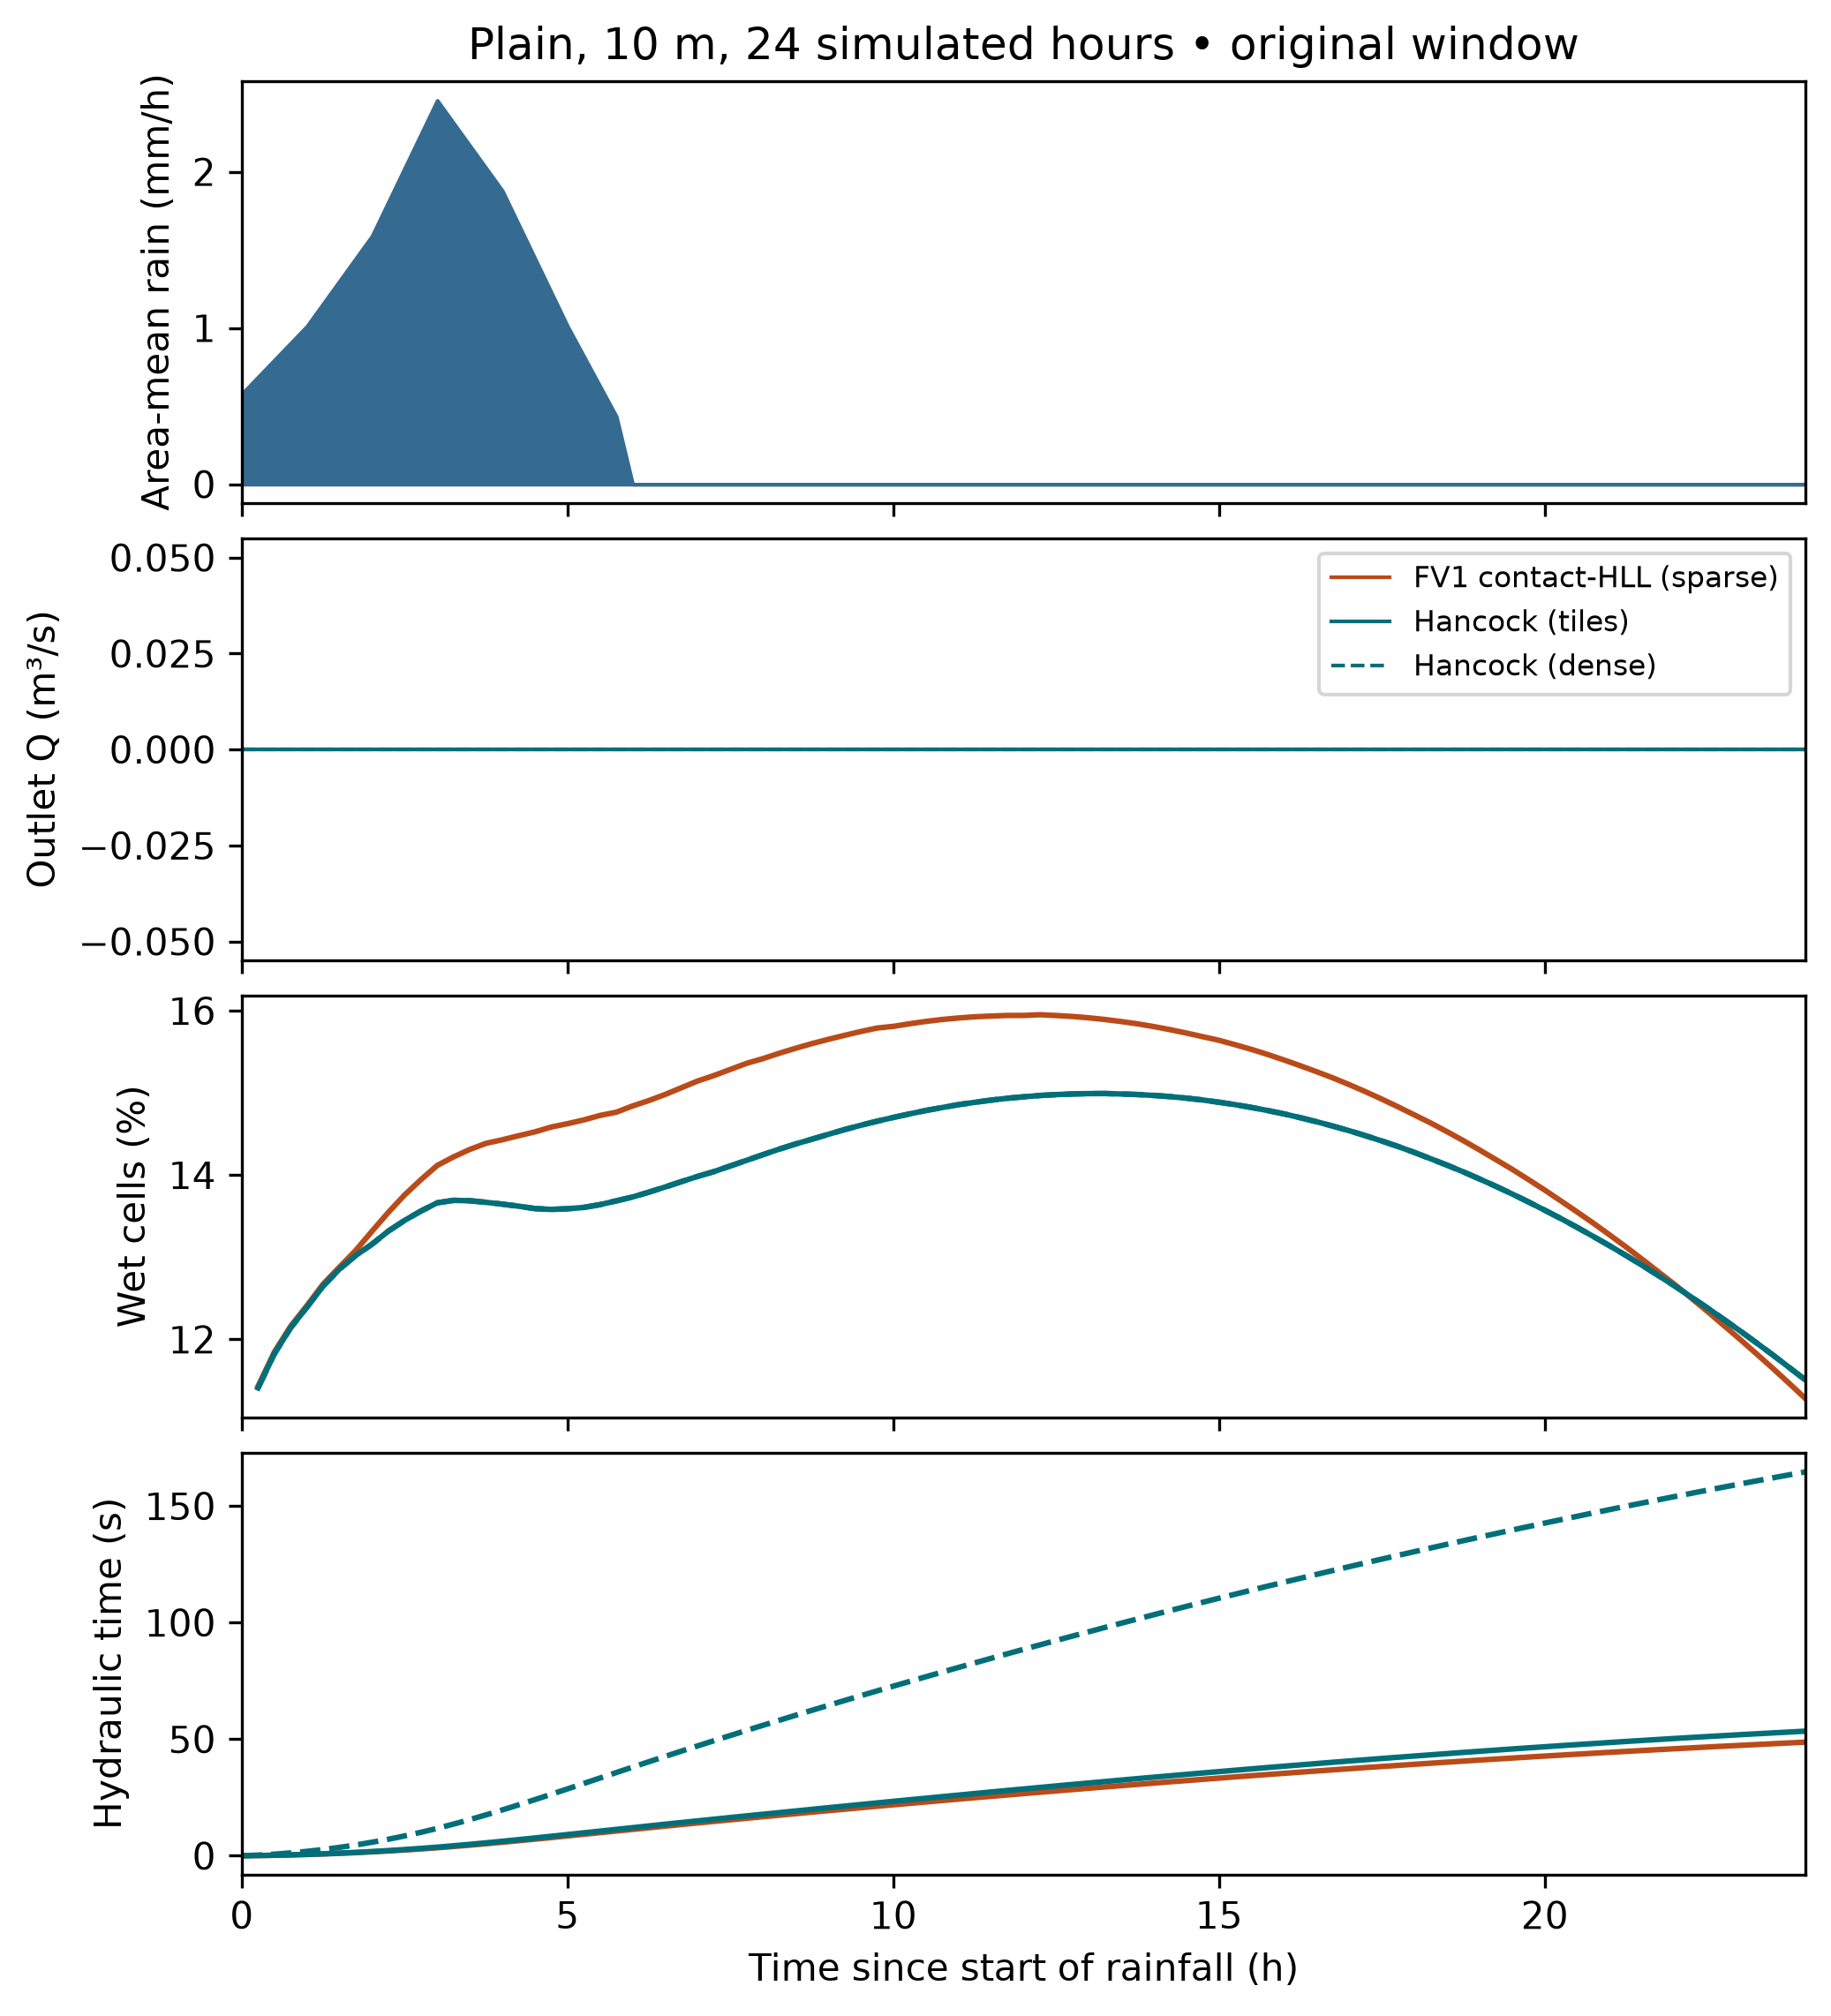 Plain, 10 m, 24 simulated hours • original window
Area-mean rain (mm/h)
2
1
0
Outlet Q (m³/s)
0.050
0.025
0.000
−0.025
−0.050
FV1 contact-HLL (sparse)
Hancock (tiles)
Hancock (dense)
Wet cells (%)
16
14
12
Hydraulic time (s)
150
100
50
0
0 5 10 15 20
Time since start of rainfall (h)